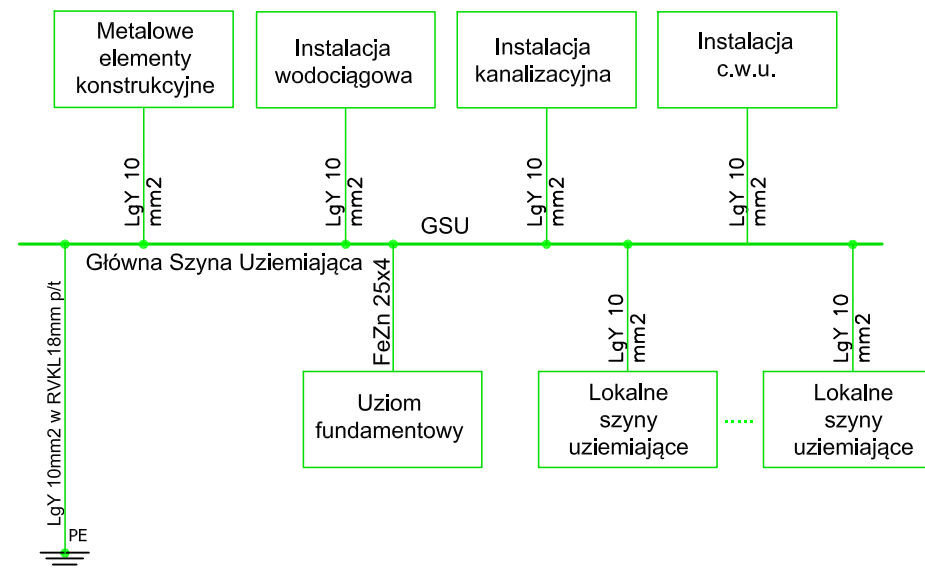 Metalowe
elementy
konstrukcyjne
Instalacja
wodociągowa
Instalacja
kanalizacyjna
Instalacja
c.w.u.
LgY 10
mm2
LgY 10
mm2
LgY 10
mm2
LgY 10
mm2
GSU
Główna Szyna Uziemiająca
LgY 10mm2 w RVKL18mm p/t
FeZn 25x4
LgY 10
mm2
LgY 10
mm2
Uziom
fundamentowy
Lokalne
szyny
uziemiające
Lokalne
szyny
uziemiające
PE